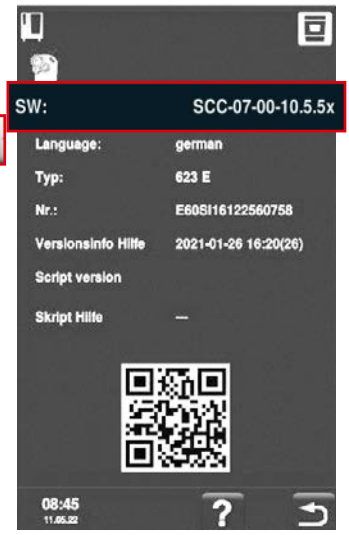 SW: SCC-07-00-10.5.5x
Language: german
Typ: 623 E
Nr.: E60SI16122560758
Versionsinfo Hilfe 2021-01-26 16:20(26)
Script version
Skript Hilfe —
08:45
11.05.22
?